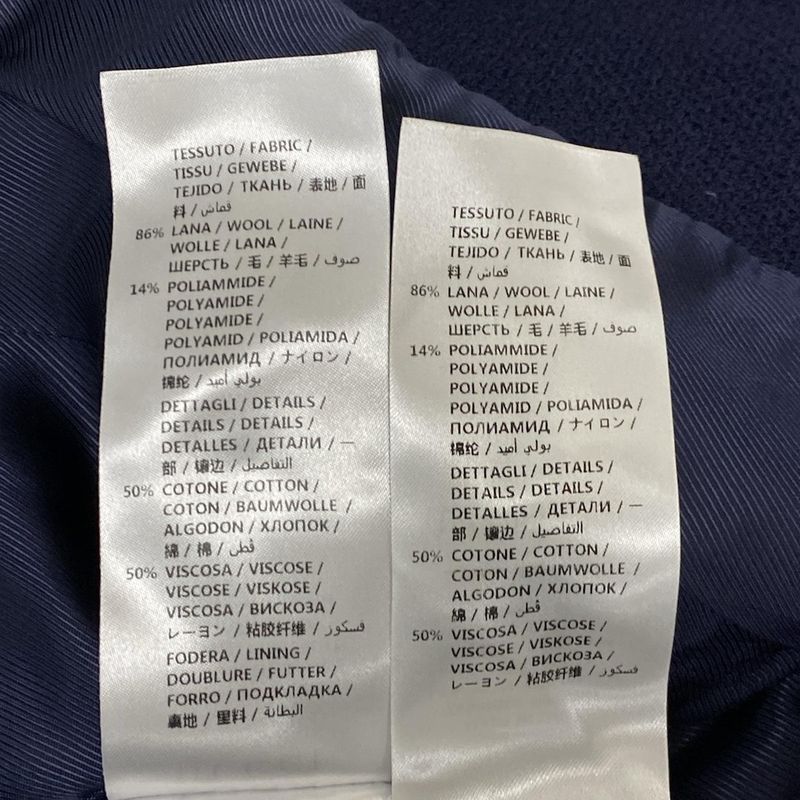 TESSUTO / FABRIC /
TISSU / GEWEBE /
TEJIDO / ТКАНЬ / 表地 / 面
料 / قماش /
86% LANA / WOOL / LAINE /
WOLLE / LANA /
ШЕРСТЬ / 毛 / 羊毛 / صوف /
14% POLIAMMIDE /
POLYAMIDE /
POLYAMIDE /
POLYAMID / POLIAMIDA /
ПОЛИАМИД / ナイロン /
锦纶 / بولي أميد /
DETTAGLI / DETAILS /
DETAILS / DETAILS /
DETALLES / ДЕТАЛИ / 一
部 / 镶边 / التفاصيل /
50% COTONE / COTTON /
COTON / BAUMWOLLE /
ALGODON / ХЛОПОК /
綿 / 棉 / قطن /
50% VISCOSA / VISCOSE /
VISCOSE / VISKOSE /
VISCOSA / ВИСКОЗА /
レーヨン / 粘胶纤维 / فسكوز /
FODERA / LINING /
DOUBLURE / FUTTER /
FORRO / ПОДКЛАДКА /
裏地 / 里料 / البطانة /
TESSUTO / FABRIC /
TISSU / GEWEBE /
TEJIDO / ТКАНЬ / 表地 / 面
料 / قماش /
86% LANA / WOOL / LAINE /
WOLLE / LANA /
ШЕРСТЬ / 毛 / 羊毛 / صوف /
14% POLIAMMIDE /
POLYAMIDE /
POLYAMIDE /
POLYAMID / POLIAMIDA /
ПОЛИАМИД / ナイロン /
锦纶 / بولي أميد /
DETTAGLI / DETAILS /
DETAILS / DETAILS /
DETALLES / ДЕТАЛИ / 一
部 / 镶边 / التفاصيل /
50% COTONE / COTTON /
COTON / BAUMWOLLE /
ALGODON / ХЛОПОК /
綿 / 棉 / قطن /
50% VISCOSA / VISCOSE /
VISCOSE / VISKOSE /
VISCOSA / ВИСКОЗА /
レーヨン / 粘胶纤维 / فسكوز /